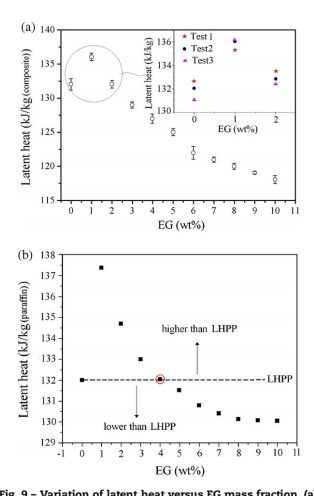 (a)
140
135
130
125
120
115
Latent heat (kJ/kg(composite))
0 1 2 3 4 5 6 7 8 9 10 11
EG (wt%)
136
134
132
130
Latent heat (kJ/kg)
Test 1
Test2
Test3
0 1 2
EG (wt%)
(b)
138
137
136
135
134
133
132
131
130
129
Latent heat (kJ/kg(paraffin))
higher than LHPP
LHPP
lower than LHPP
-1 0 1 2 3 4 5 6 7 8 9 10 11
EG (wt%)
Fig. 9 – Variation of latent heat versus EG mass fraction. (a)